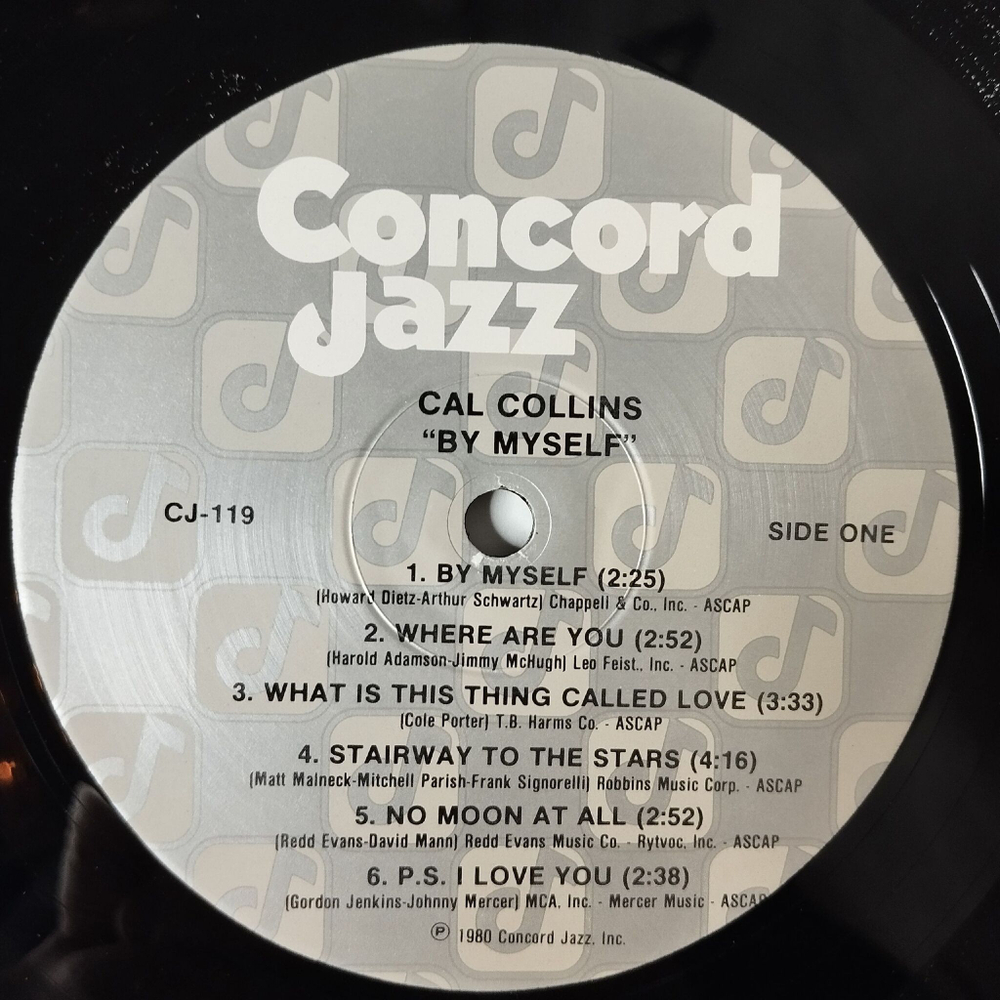 Concord
Jazz
CAL COLLINS
“BY MYSELF”
CJ-119
SIDE ONE
1. BY MYSELF (2:25)
(Howard Dietz-Arthur Schwartz) Chappell & Co., Inc. - ASCAP
2. WHERE ARE YOU (2:52)
(Harold Adamson-Jimmy McHugh) Leo Feist., Inc. - ASCAP
3. WHAT IS THIS THING CALLED LOVE (3:33)
(Cole Porter) T.B. Harms Co. - ASCAP
4. STAIRWAY TO THE STARS (4:16)
(Matt Malneck-Mitchell Parish-Frank Signorelli) Robbins Music Corp. - ASCAP
5. NO MOON AT ALL (2:52)
(Redd Evans-David Mann) Redd Evans Music Co. - Rytvoc, Inc. - ASCAP
6. P.S. I LOVE YOU (2:38)
(Gordon Jenkins-Johnny Mercer) MCA, Inc. - Mercer Music - ASCAP
℗ 1980 Concord Jazz, Inc.